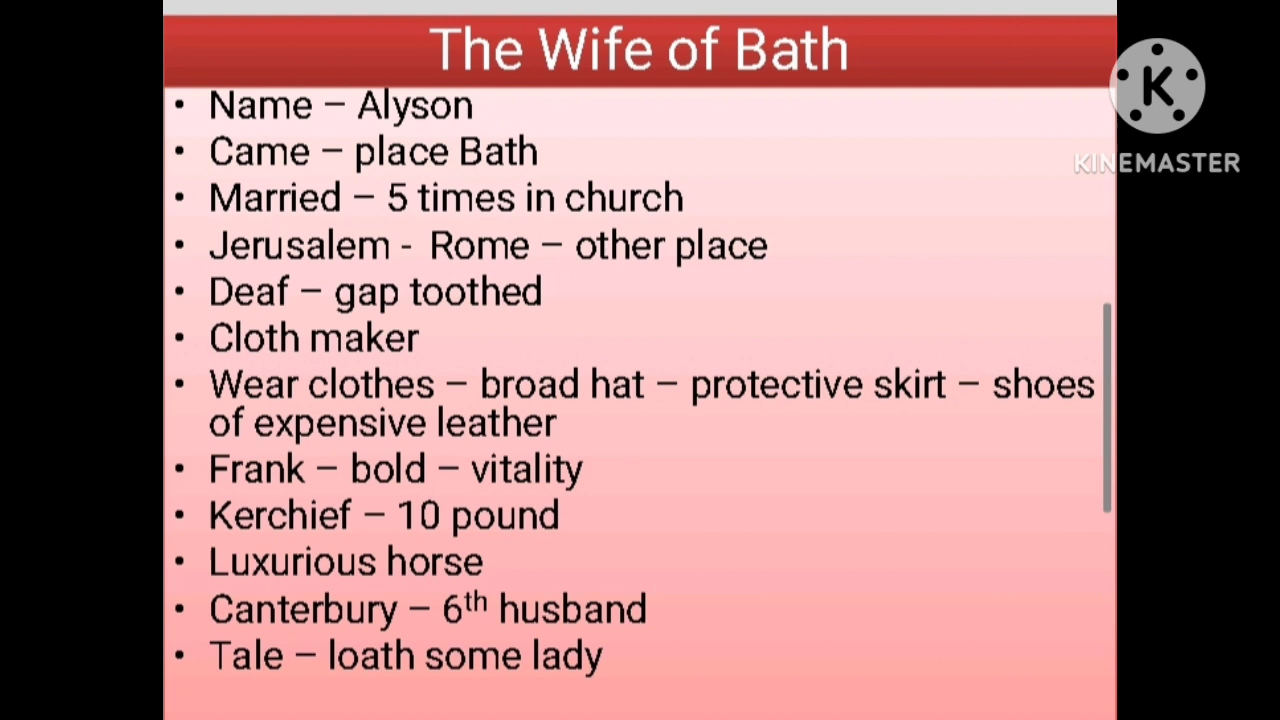 The Wife of Bath
• Name – Alyson
• Came – place Bath
• Married – 5 times in church
• Jerusalem - Rome – other place
• Deaf – gap toothed
• Cloth maker
• Wear clothes – broad hat – protective skirt – shoes
of expensive leather
• Frank – bold – vitality
• Kerchief – 10 pound
• Luxurious horse
• Canterbury – 6th husband
• Tale – loath some lady
K
KINEMASTER